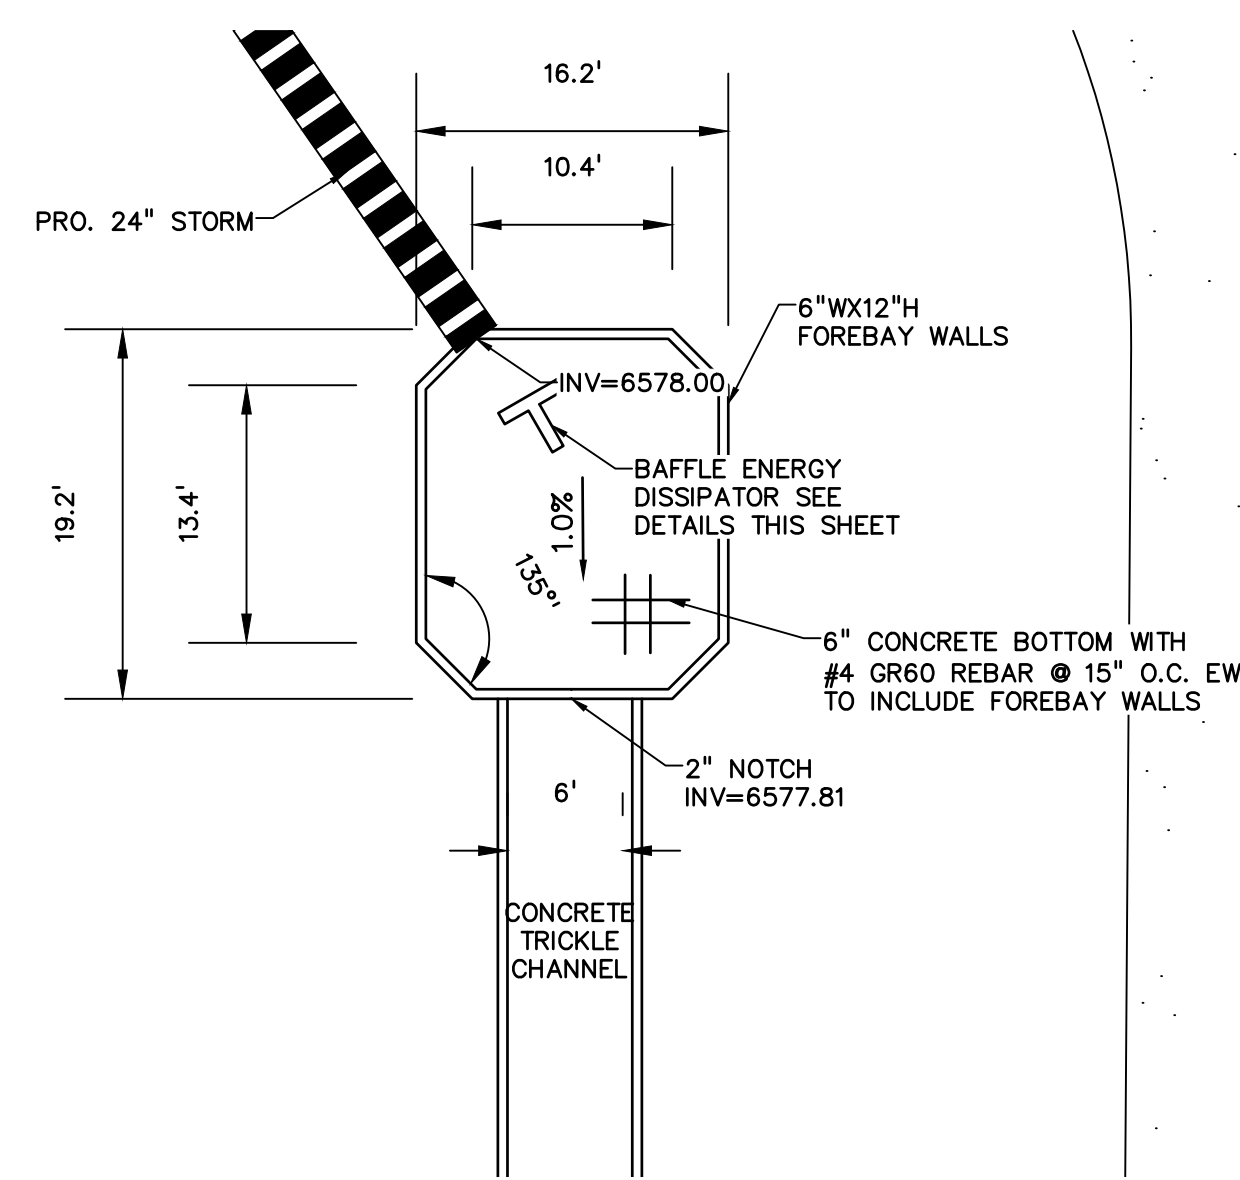 16.2'
10.4'
PRO. 24" STORM
6"WX12"H
FOREBAY WALLS
INV=6578.00
BAFFLE ENERGY
DISSIPATOR SEE
DETAILS THIS SHEET
19.2'
13.4'
1.0%
135°'
6" CONCRETE BOTTOM WITH
#4 GR60 REBAR @ 15" O.C. EW
TO INCLUDE FOREBAY WALLS
2" NOTCH
INV=6577.81
6'
CONCRETE
TRICKLE
CHANNEL